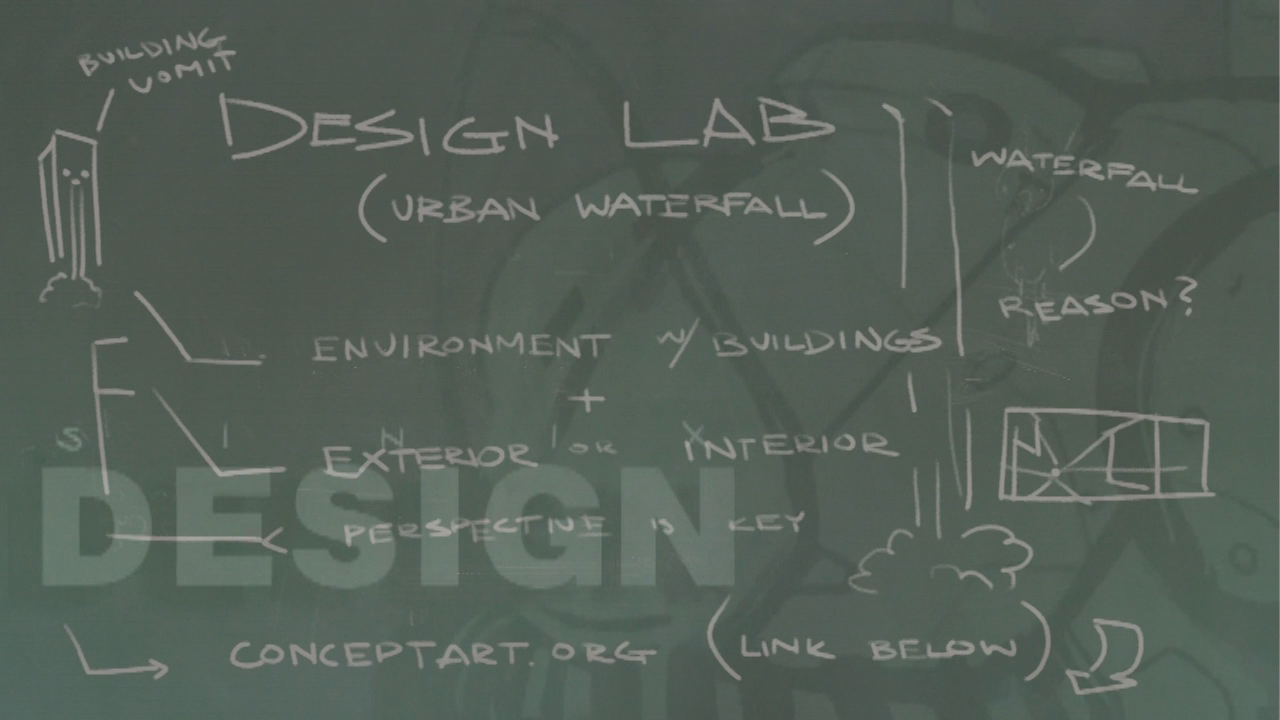 BUILDING
VOMIT
DESIGN LAB
(URBAN WATERFALL)
WATERFALL
REASON?
ENVIRONMENT W/ BUILDINGS
+
EXTERIOR OR INTERIOR
DESIGN
PERSPECTIVE IS KEY
CONCEPTART.ORG (LINK BELOW)